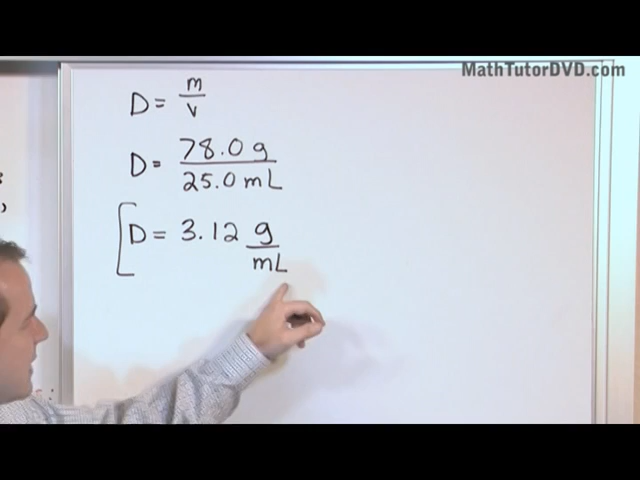 MathTutorDVD.com
D = m/v
D = 78.0 g / 25.0 mL
D = 3.12 g/mL